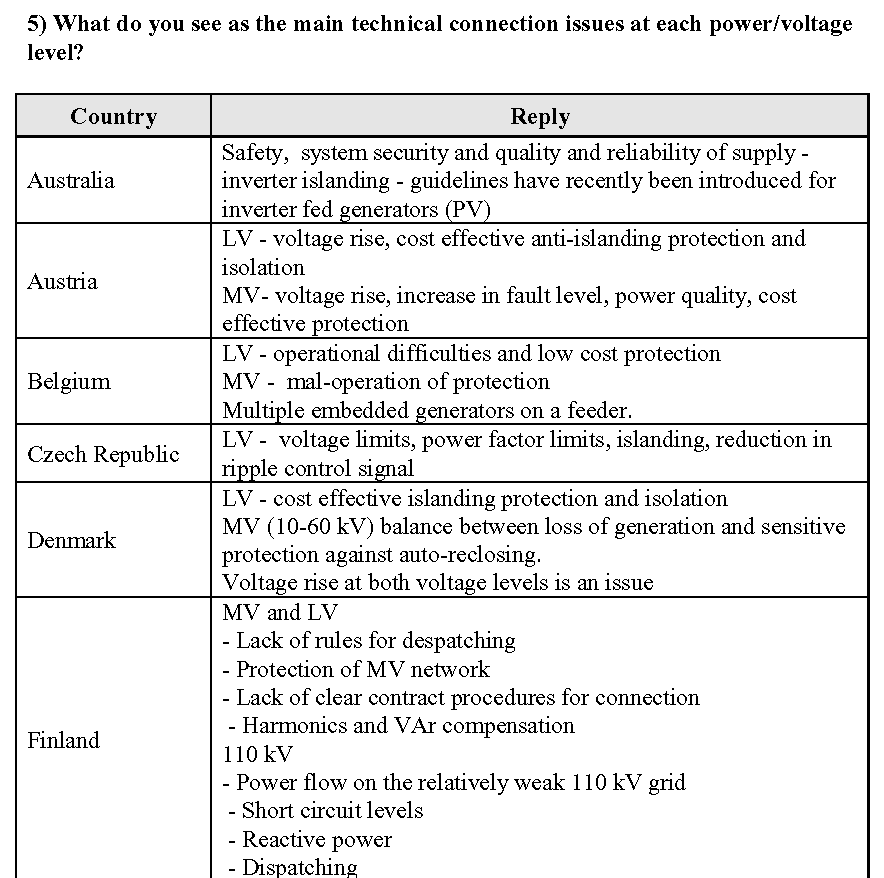 5) What do you see as the main technical connection issues at each power/voltage
level?
Country
Reply
Australia
Safety,  system security and quality and reliability of supply -
inverter islanding - guidelines have recently been introduced for
inverter fed generators (PV)
Austria
LV - voltage rise, cost effective anti-islanding protection and
isolation
MV- voltage rise, increase in fault level, power quality, cost
effective protection
Belgium
LV - operational difficulties and low cost protection
MV -  mal-operation of protection
Multiple embedded generators on a feeder.
Czech Republic
LV -  voltage limits, power factor limits, islanding, reduction in
ripple control signal
Denmark
LV - cost effective islanding protection and isolation
MV (10-60 kV) balance between loss of generation and sensitive
protection against auto-reclosing.
Voltage rise at both voltage levels is an issue
Finland
MV and LV
- Lack of rules for despatching
- Protection of MV network
- Lack of clear contract procedures for connection
- Harmonics and VAr compensation
110 kV
- Power flow on the relatively weak 110 kV grid
- Short circuit levels
- Reactive power
- Dispatching